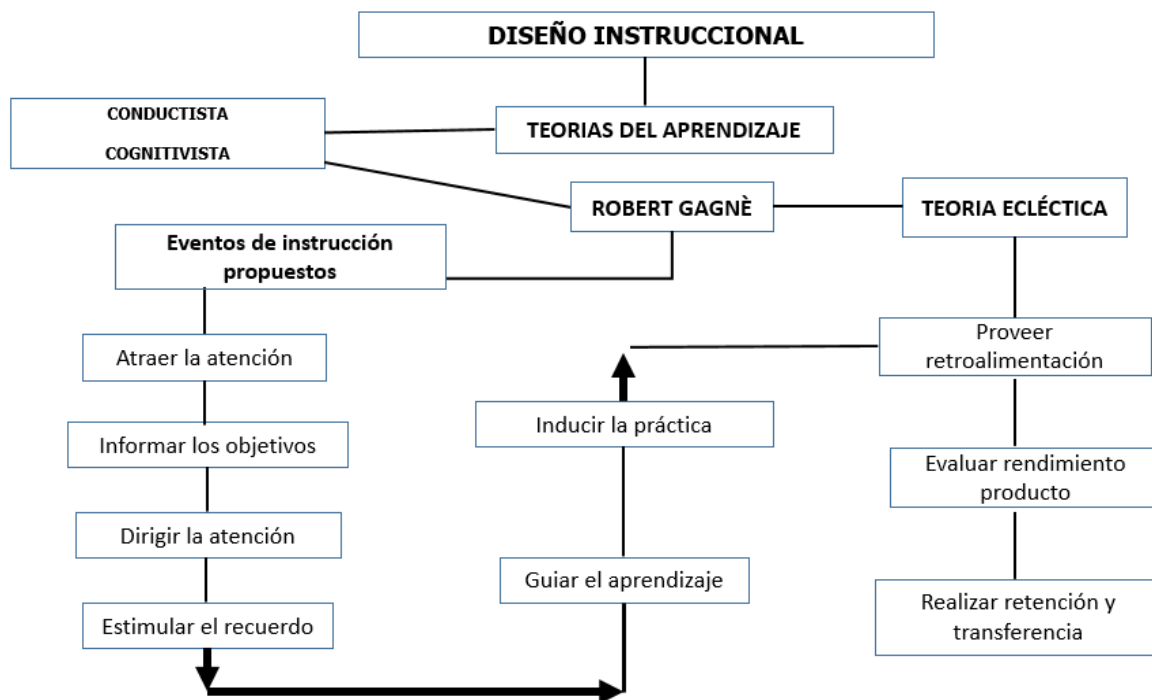 DISEÑO INSTRUCCIONAL
CONDUCTISTA
COGNITIVISTA
TEORIAS DEL APRENDIZAJE
ROBERT GAGNÈ
TEORIA ECLÉCTICA
Eventos de instrucción
propuestos
Atraer la atención
Informar los objetivos
Dirigir la atención
Estimular el recuerdo
Guiar el aprendizaje
Inducir la práctica
Proveer
retroalimentación
Evaluar rendimiento
producto
Realizar retención y
transferencia